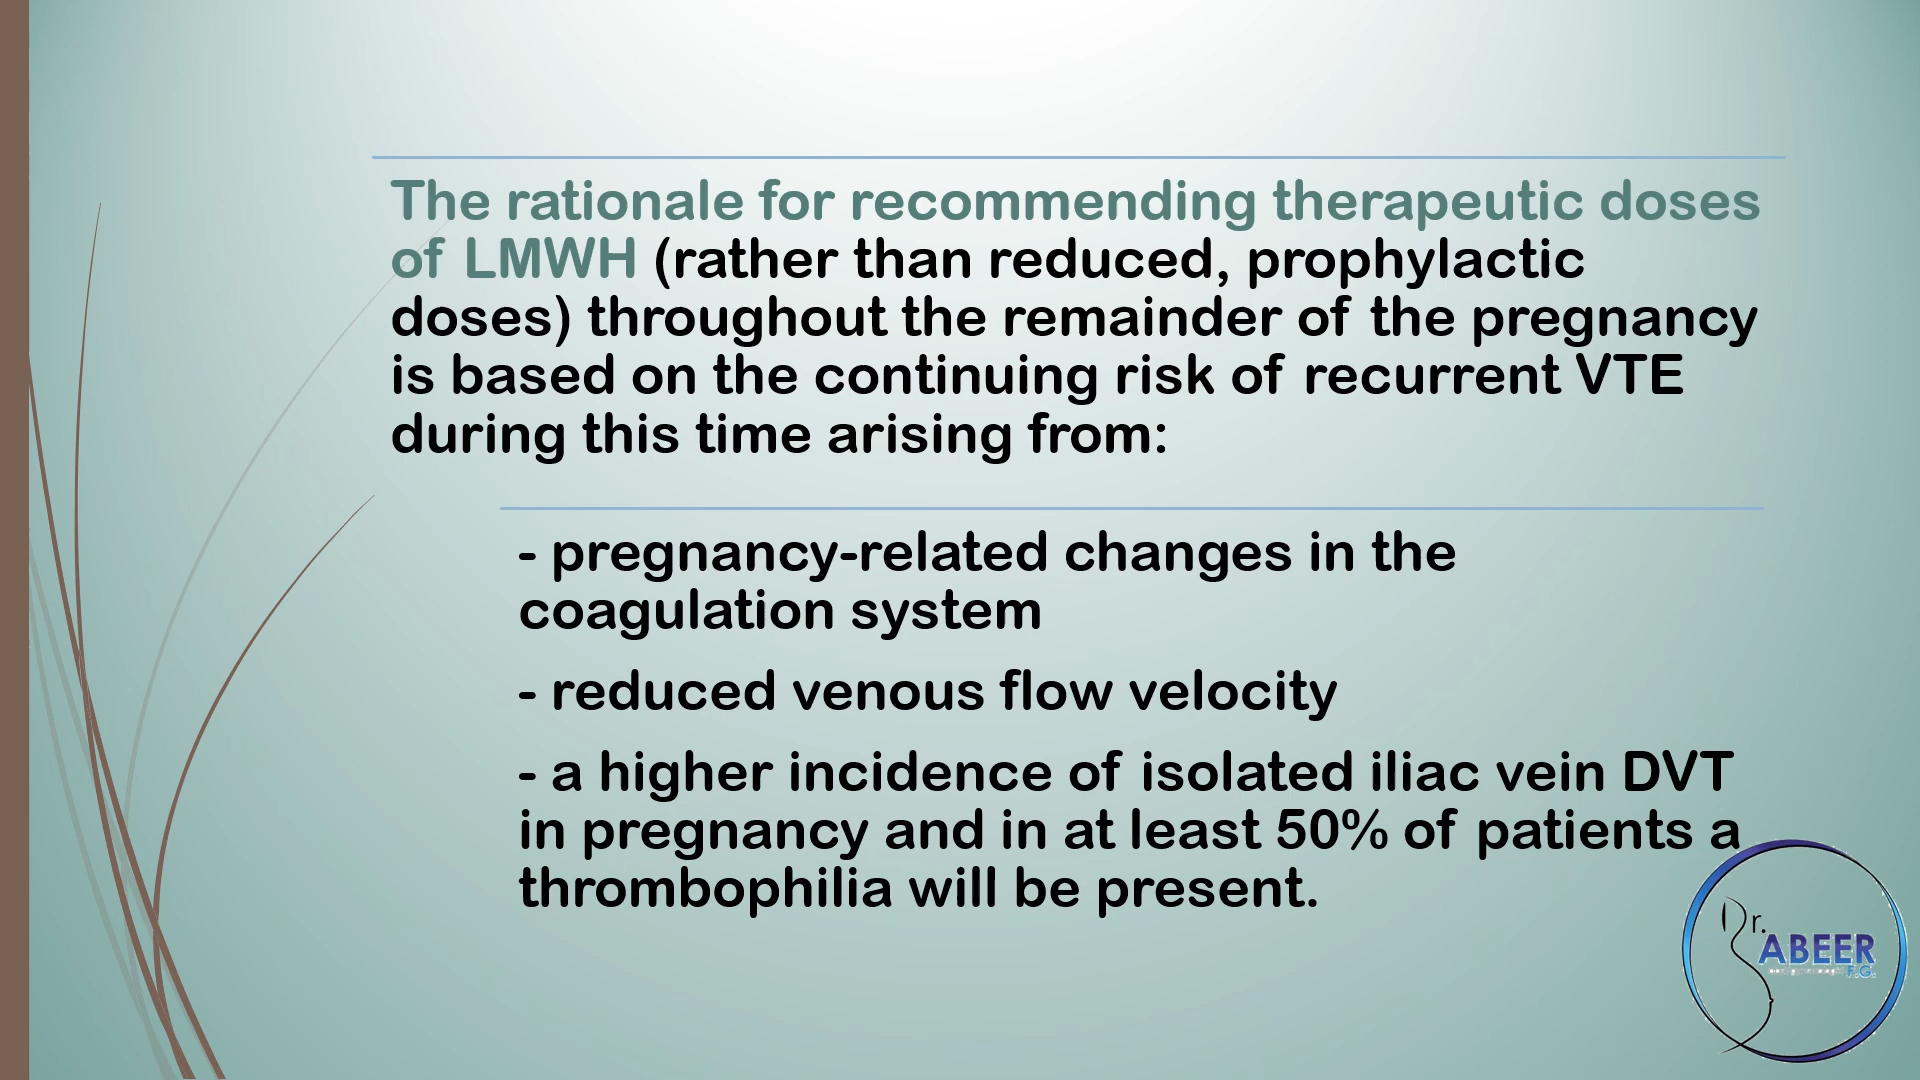 The rationale for recommending therapeutic doses
of LMWH (rather than reduced, prophylactic
doses) throughout the remainder of the pregnancy
is based on the continuing risk of recurrent VTE
during this time arising from:
- pregnancy-related changes in the
coagulation system
- reduced venous flow velocity
- a higher incidence of isolated iliac vein DVT
in pregnancy and in at least 50% of patients a
thrombophilia will be present.
Dr.
ABEER
F.G.